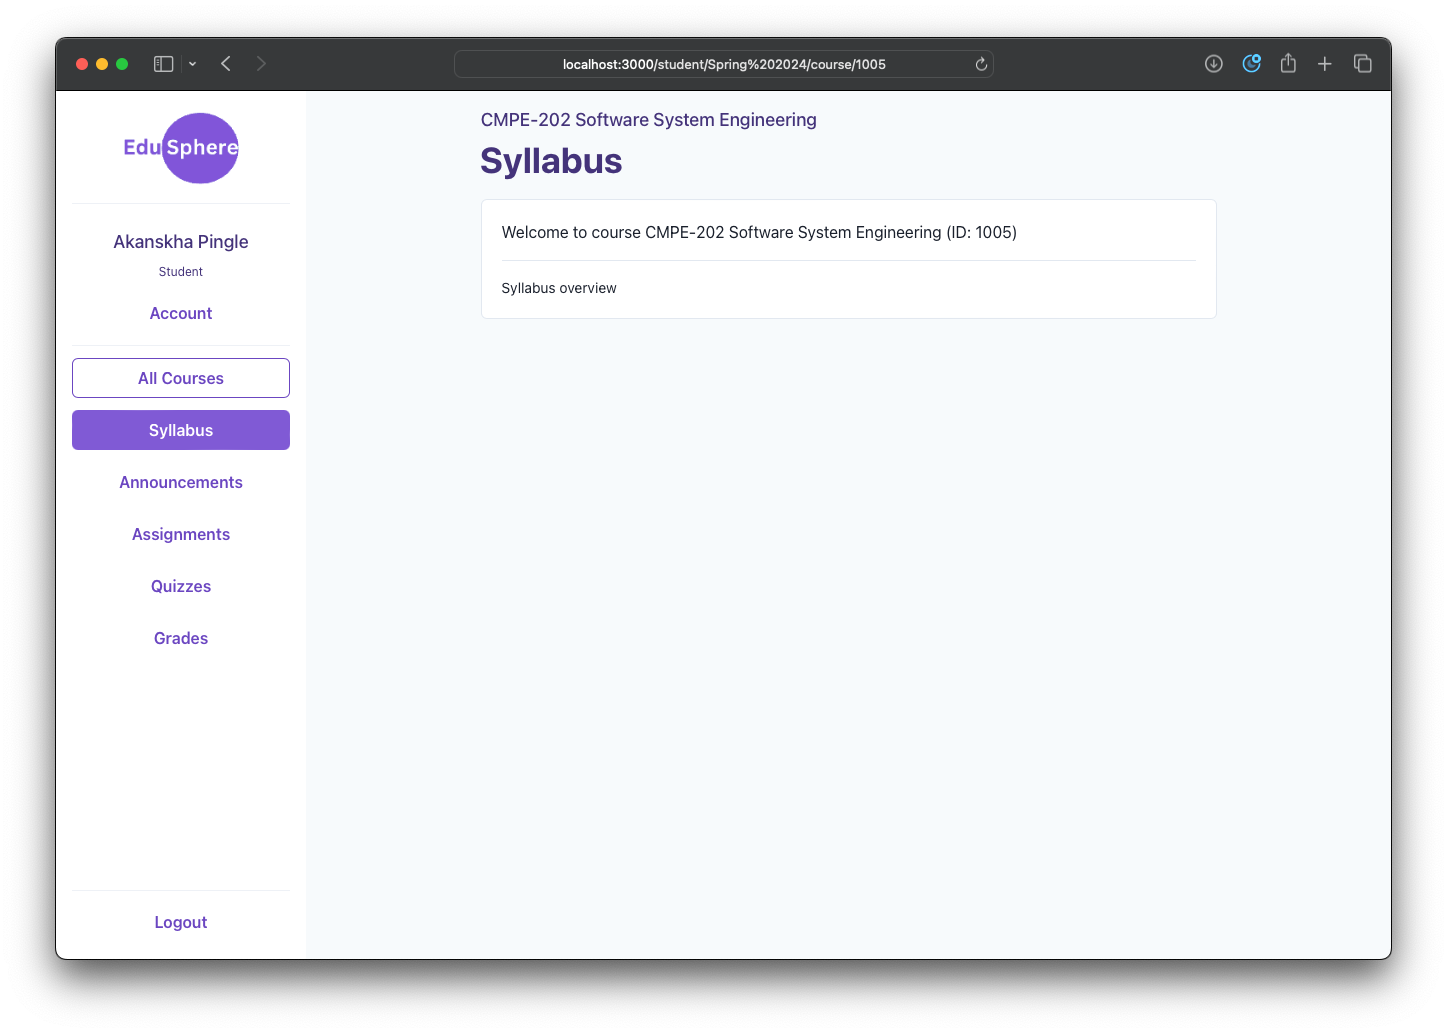 localhost:3000/student/Spring%202024/course/1005
EduSphere
Akanskha Pingle
Student
Account
All Courses
Syllabus
Announcements
Assignments
Quizzes
Grades
Logout
CMPE-202 Software System Engineering
Syllabus
Welcome to course CMPE-202 Software System Engineering (ID: 1005)
Syllabus overview